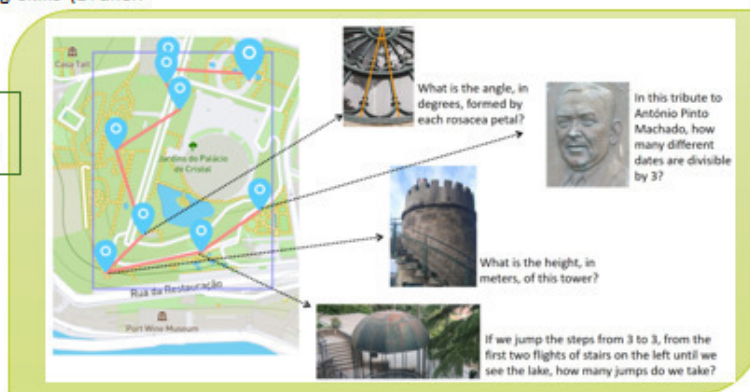 Casa Tait
Jardins do Palácio
de Cristal
Rua da Restauração
Port Wine Museum
What is the angle, in
degrees, formed by
each rosacea petal?
In this tribute to
António Pinto
Machado, how
many different
dates are divisible
by 3?
What is the height, in
meters, of this tower?
If we jump the steps from 3 to 3, from the
first two flights of stairs on the left until we
see the lake, how many jumps do we take?